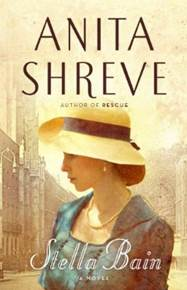 ANITA
SHREVE
AUTHOR OF RESCUE
Stella Bain
A NOVEL